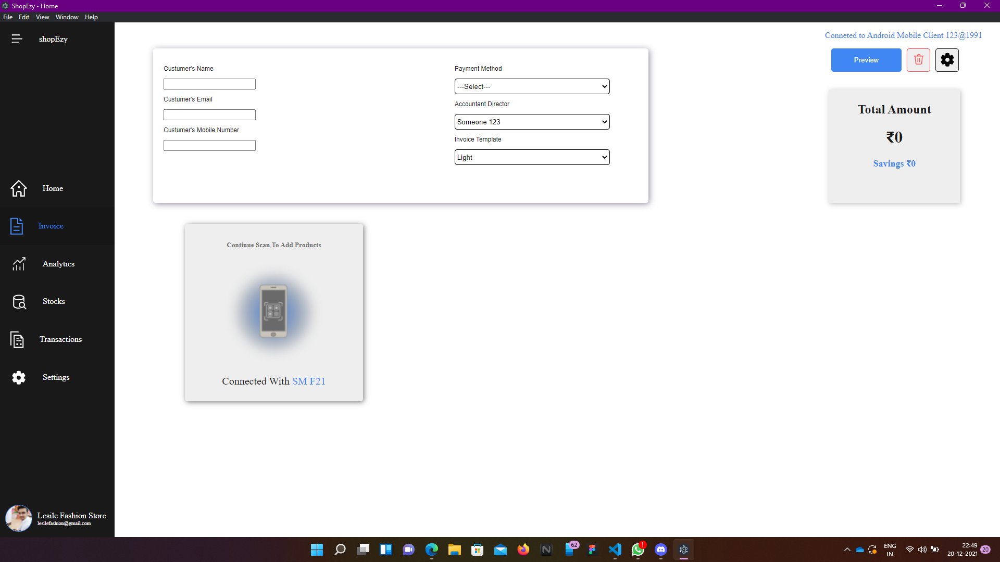 ShopEzy - Home
File Edit View Window Help
shopEzy
Conneted to Android Mobile Client 123@1991
Preview
Custumer's Name
Custumer's Email
Custumer's Mobile Number
Payment Method
---Select---
Accountant Director
Someone 123
Invoice Template
Light
Total Amount
₹0
Savings ₹0
Home
Invoice
Analytics
Stocks
Transactions
Settings
Continue Scan To Add Products
Connected With SM F21
Lesile Fashion Store
lesilefashion@gmail.com
62
!
ENG
IN
22:49
20-12-2021
20